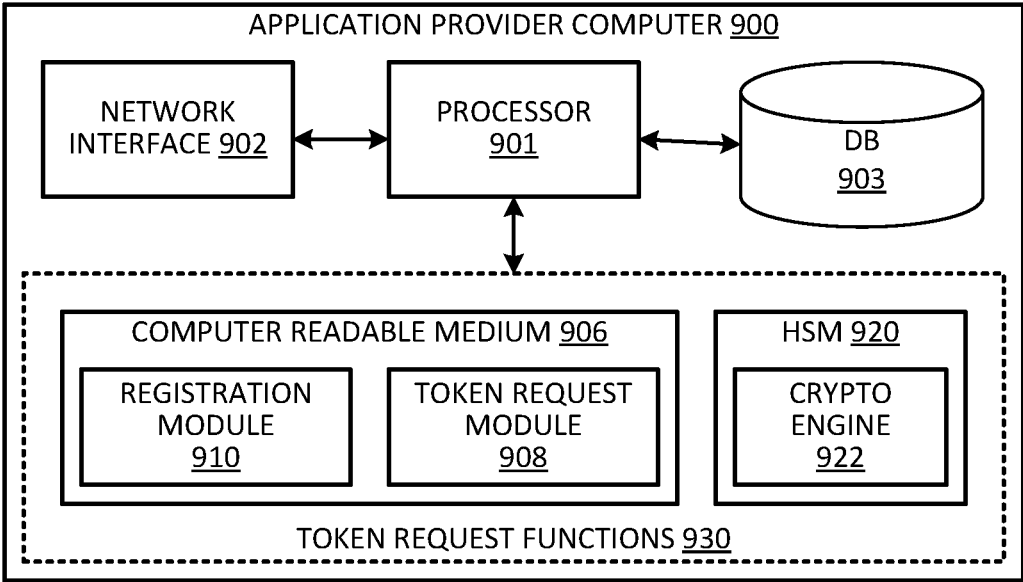 APPLICATION PROVIDER COMPUTER 900
NETWORK
INTERFACE 902
PROCESSOR
901
DB
903
COMPUTER READABLE MEDIUM 906
REGISTRATION
MODULE
910
TOKEN REQUEST
MODULE
908
HSM 920
CRYPTO
ENGINE
922
TOKEN REQUEST FUNCTIONS 930